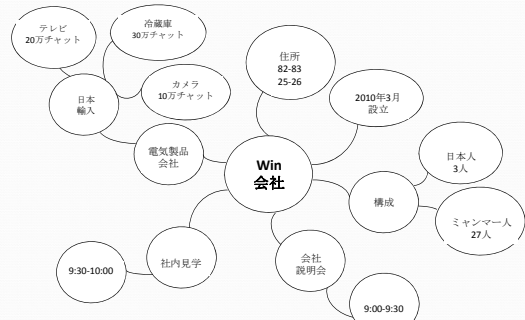 テレビ
20万チャット
冷蔵庫
30万チャット
カメラ
10万チャット
日本
輸入
電気製品
会社
住所
82-83
25-26
2010年3月
設立
Win
会社
日本人
3人
構成
ミャンマー人
27人
社内見学
9:30-10:00
会社
説明会
9:00-9:30